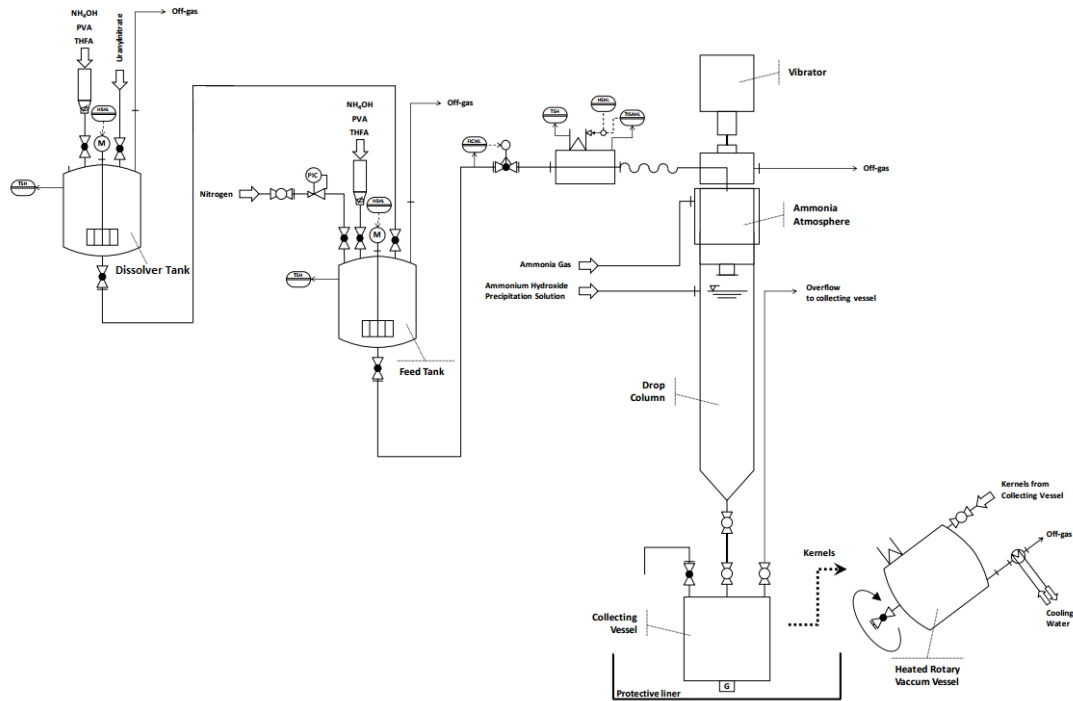 NH₄OH
PVA
THFA
Uranylnitrate
Off-gas
HSHL
M
TSH
Dissolver Tank
Nitrogen
PIC
NH₄OH
PVA
THFA
Off-gas
HSHL
M
TSH
Feed Tank
FICHL
TSH
HSHL
TISAHL
Vibrator
Off-gas
Ammonia
Atmosphere
Ammonia Gas
Ammonium Hydroxide
Precipitation Solution
Overflow
to collecting vessel
Drop
Column
Kernels from
Collecting Vessel
Off-gas
M
Cooling
Water
Kernels
Collecting
Vessel
G
Protective liner
Heated Rotary
Vaccum Vessel